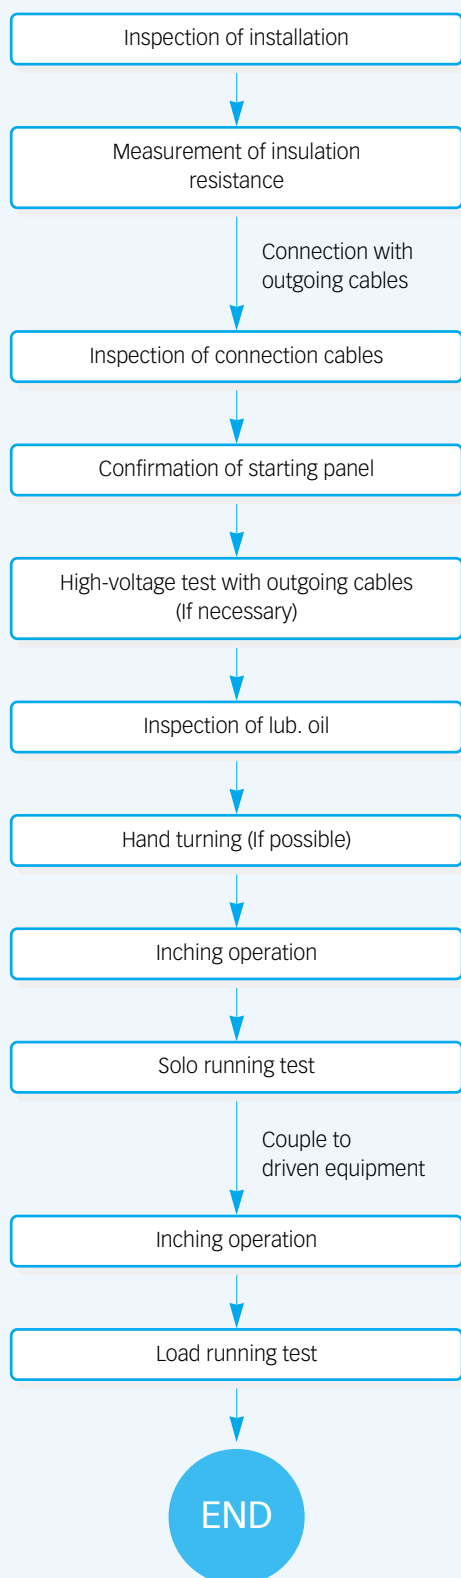 Inspection of installation
Measurement of insulation
resistance
Connection with
outgoing cables
Inspection of connection cables
Confirmation of starting panel
High-voltage test with outgoing cables
(If necessary)
Inspection of lub. oil
Hand turning (If possible)
Inching operation
Solo running test
Couple to
driven equipment
Inching operation
Load running test
END